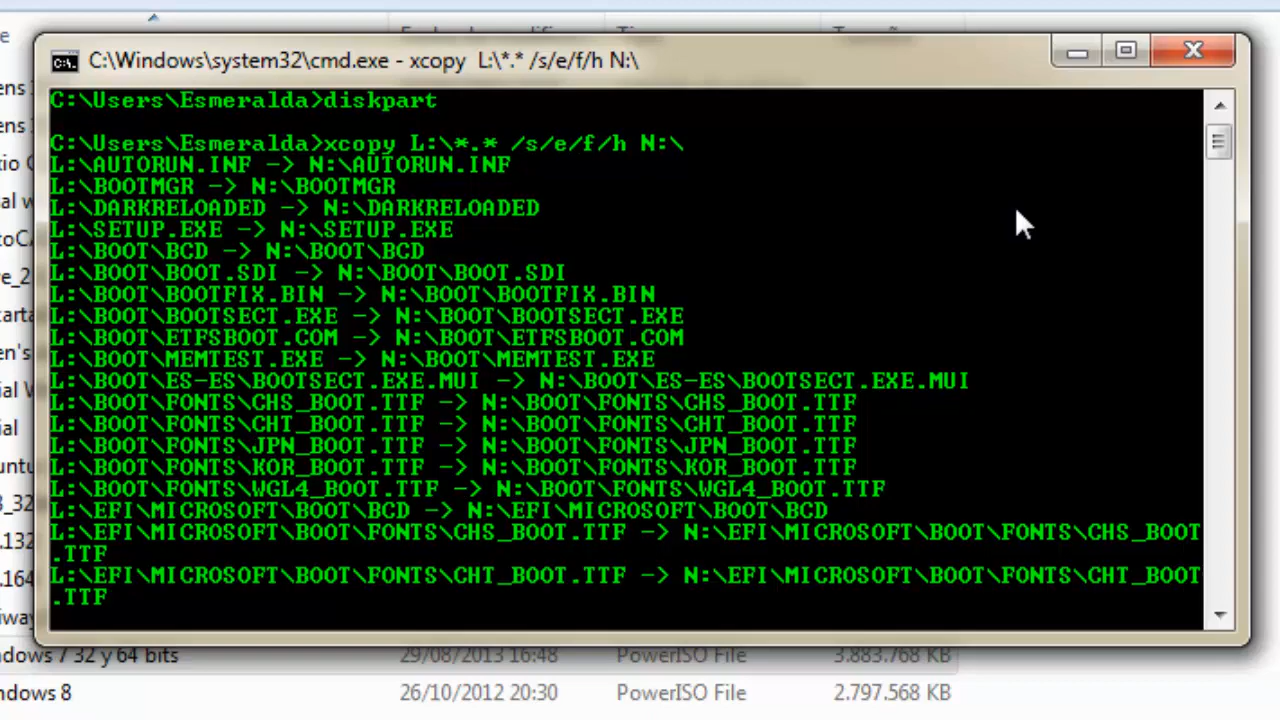 C:\Windows\system32\cmd.exe - xcopy  L:\*.* /s/e/f/h N:\
C:\Users\Esmeralda>diskpart
C:\Users\Esmeralda>xcopy L:\*.* /s/e/f/h N:\
L:\AUTORUN.INF -> N:\AUTORUN.INF
L:\BOOTMGR -> N:\BOOTMGR
L:\DARKRELOADED -> N:\DARKRELOADED
L:\SETUP.EXE -> N:\SETUP.EXE
L:\BOOT\BCD -> N:\BOOT\BCD
L:\BOOT\BOOT.SDI -> N:\BOOT\BOOT.SDI
L:\BOOT\BOOTFIX.BIN -> N:\BOOT\BOOTFIX.BIN
L:\BOOT\BOOTSECT.EXE -> N:\BOOT\BOOTSECT.EXE
L:\BOOT\ETFSBOOT.COM -> N:\BOOT\ETFSBOOT.COM
L:\BOOT\MEMTEST.EXE -> N:\BOOT\MEMTEST.EXE
L:\BOOT\ES-ES\BOOTSECT.EXE.MUI -> N:\BOOT\ES-ES\BOOTSECT.EXE.MUI
L:\BOOT\FONTS\CHS_BOOT.TTF -> N:\BOOT\FONTS\CHS_BOOT.TTF
L:\BOOT\FONTS\CHT_BOOT.TTF -> N:\BOOT\FONTS\CHT_BOOT.TTF
L:\BOOT\FONTS\JPN_BOOT.TTF -> N:\BOOT\FONTS\JPN_BOOT.TTF
L:\BOOT\FONTS\KOR_BOOT.TTF -> N:\BOOT\FONTS\KOR_BOOT.TTF
L:\BOOT\FONTS\WGL4_BOOT.TTF -> N:\BOOT\FONTS\WGL4_BOOT.TTF
L:\EFI\MICROSOFT\BOOT\BCD -> N:\EFI\MICROSOFT\BOOT\BCD
L:\EFI\MICROSOFT\BOOT\FONTS\CHS_BOOT.TTF -> N:\EFI\MICROSOFT\BOOT\FONTS\CHS_BOOT
.TTF
L:\EFI\MICROSOFT\BOOT\FONTS\CHT_BOOT.TTF -> N:\EFI\MICROSOFT\BOOT\FONTS\CHT_BOOT
.TTF
ndows 7 32 y 64 bits 29/08/2013 16:48 PowerISO File 3.883.768 KB
ndows 8 26/10/2012 20:30 PowerISO File 2.797.568 KB